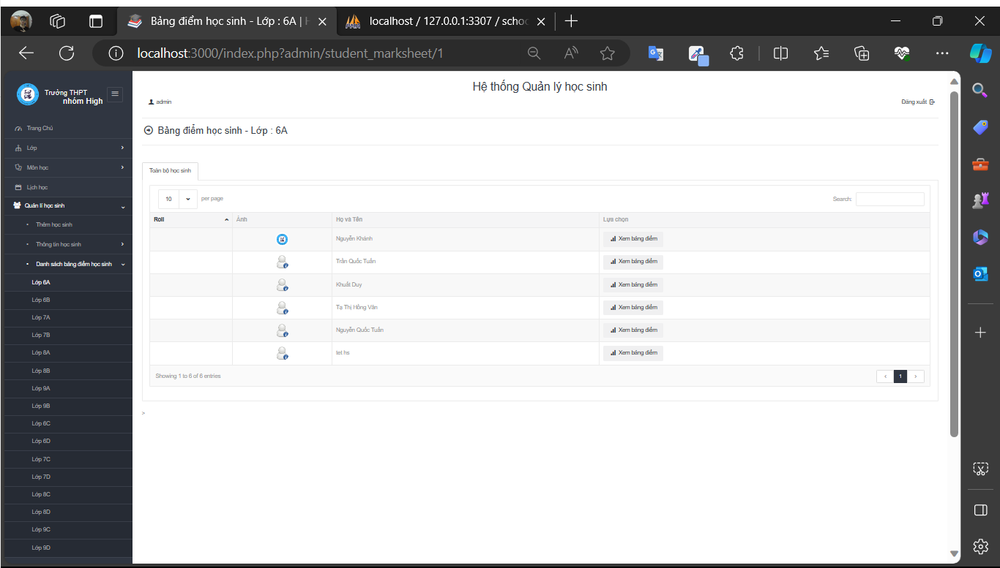 Bảng điểm học sinh - Lớp : 6A | H
localhost / 127.0.0.1:3307 / schoo
localhost:3000/index.php?admin/student_marksheet/1
Trường THPT
nhóm High
Trang Chủ
Lớp
Môn học
Lịch học
Quản lí học sinh
Thêm học sinh
Thông tin học sinh
Danh sách bảng điểm học sinh
Lớp 6A
Lớp 6B
Lớp 7A
Lớp 7B
Lớp 8A
Lớp 8B
Lớp 9A
Lớp 9B
Lớp 6C
Lớp 6D
Lớp 7C
Lớp 7D
Lớp 8C
Lớp 8D
Lớp 9C
Lớp 9D
Hệ thống Quản lý học sinh
admin
Đăng xuất
Bảng điểm học sinh - Lớp : 6A
Toàn bộ học sinh
10 per page
Search:
Roll Ảnh Họ và Tên Lựa chọn
Nguyễn Khánh Xem bảng điểm
Trần Quốc Tuấn Xem bảng điểm
Khuất Duy Xem bảng điểm
Tạ Thị Hồng Vân Xem bảng điểm
Nguyễn Quốc Tuấn Xem bảng điểm
tet hs Xem bảng điểm
Showing 1 to 6 of 6 entries
‹ 1 ›
>